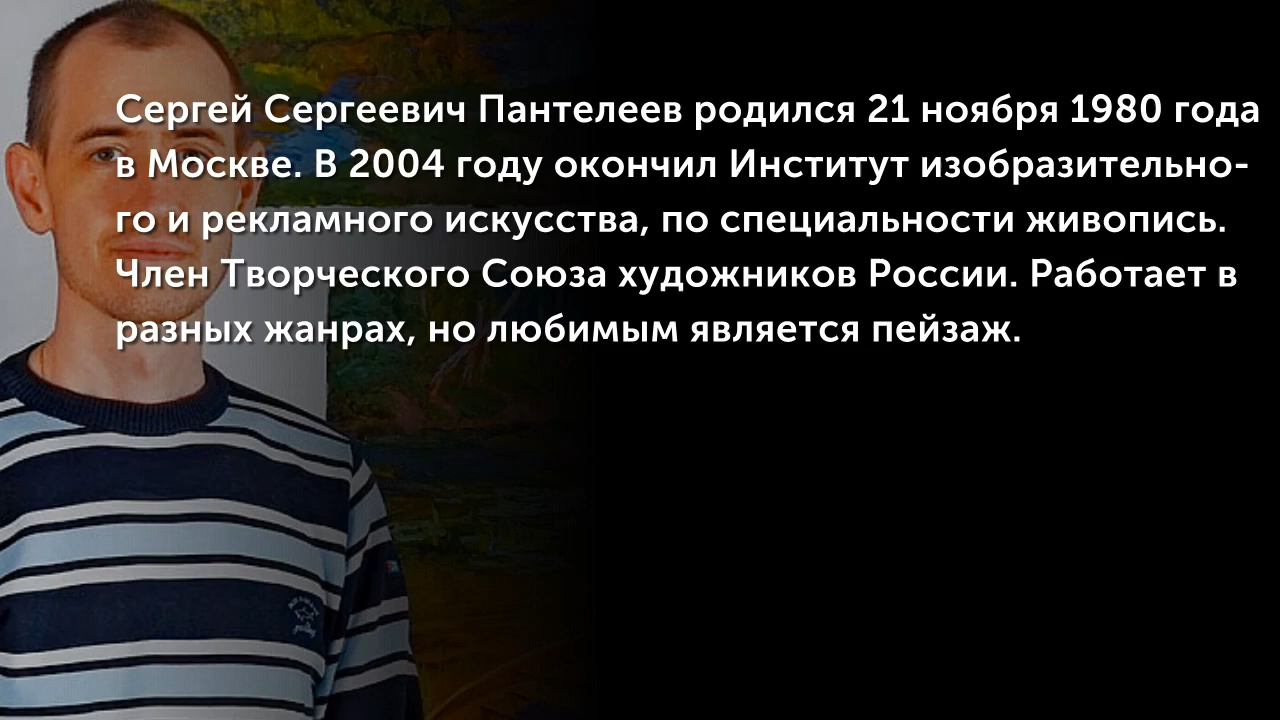 Сергей Сергеевич Пантелеев родился 21 ноября 1980 года
в Москве. В 2004 году окончил Институт изобразительно-
го и рекламного искусства, по специальности живопись.
Член Творческого Союза художников России. Работает в
разных жанрах, но любимым является пейзаж.